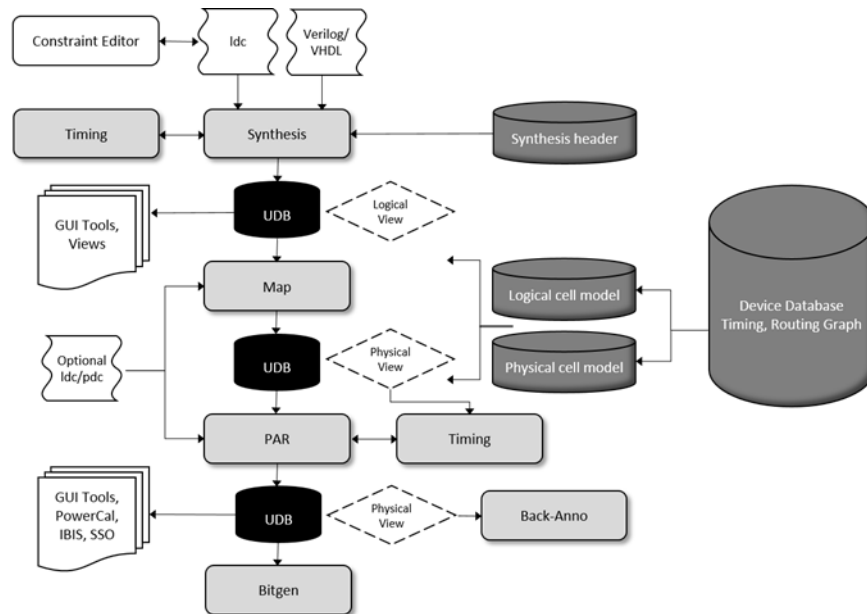 Constraint Editor
ldc
Verilog/
VHDL
Timing
Synthesis
Synthesis header
UDB
Logical
View
GUI Tools,
Views
Map
Logical cell model
Device Database
Timing, Routing Graph
Optional
ldc/pdc
UDB
Physical
View
Physical cell model
PAR
Timing
GUI Tools,
PowerCal,
IBIS, SSO
UDB
Physical
View
Back-Anno
Bitgen